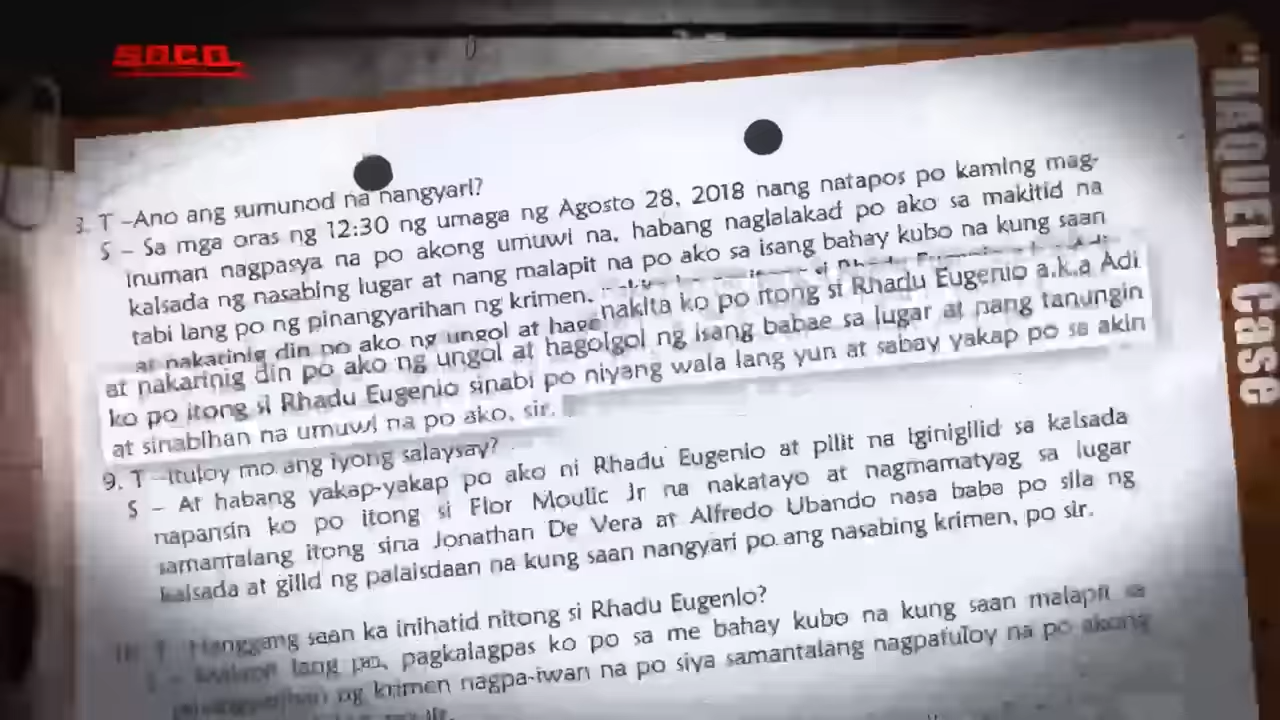 SOCO
"RAQUEL" CASE
T -Ano ang sumunod na nangyari?
S - Sa mga oras ng 12:30 ng umaga ng Agosto 28, 2018 nang natapos po kaming mag-
inuman nagpasya na po akong umuwi na, habang naglalakad po ako sa makitid na
kalsada ng nasabing lugar at nang malapit na po ako sa isang bahay kubo na kung saan
tabi lang po ng pinangyarihan ng krimen,
nakita ko po itong si Rhadu Eugenio a.k.a Adi
at nakarinig din po ako ng ungol at
at nakarinig din po ako ng ungol at hagolgol ng isang babae sa lugar at nang tanungin
ko po itong si Rhadu Eugenio sinabi po niyang wala lang yun at sabay yakap po sa akin
at sinabihan na umuwi na po ako, sir.
9. T -Ituloy mo ang iyong salaysay?
S - At habang yakap-yakap po ako ni Rhadu Eugenio at pilit na iginigilid sa kalsada
napansin ko po itong si Flor Moulic Jr na nakatayo at nagmamatyag sa lugar
samantalang itong sina Jonathan De Vera at Alfredo Ubando nasa baba po sila ng
kalsada at gilid ng palaisdaan na kung saan nangyari po ang nasabing krimen, po sir.
Hanggang saan ka inihatid nitong si Rhadu Eugenio?
lang pao, pagkalagpas ko po sa me bahay kubo na kung saan malapit sa
ng krimen nagpa-iwan na po siya samantalang nagpatuloy na po akong